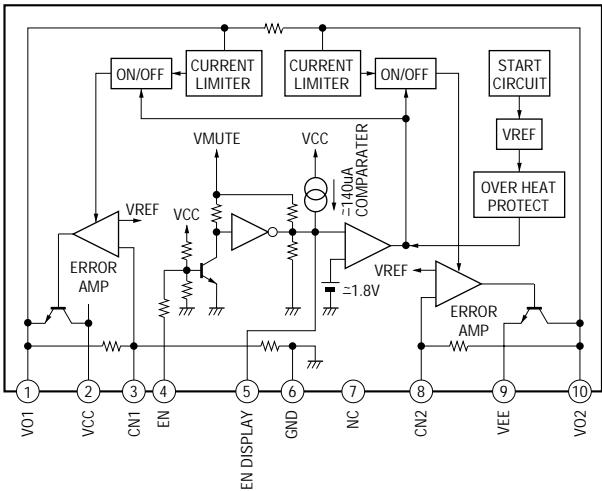 CURRENT
LIMITER
CURRENT
LIMITER
ON/OFF
ON/OFF
START
CIRCUIT
VREF
OVER HEAT
PROTECT
VMUTE
VCC
≃140uA
COMPARATER
VREF
VCC
ERROR
AMP
≃1.8V
VREF
ERROR
AMP
1
2
3
4
5
6
7
8
9
10
VO1
VCC
CN1
EN
EN DISPLAY
GND
NC
CN2
VEE
VO2